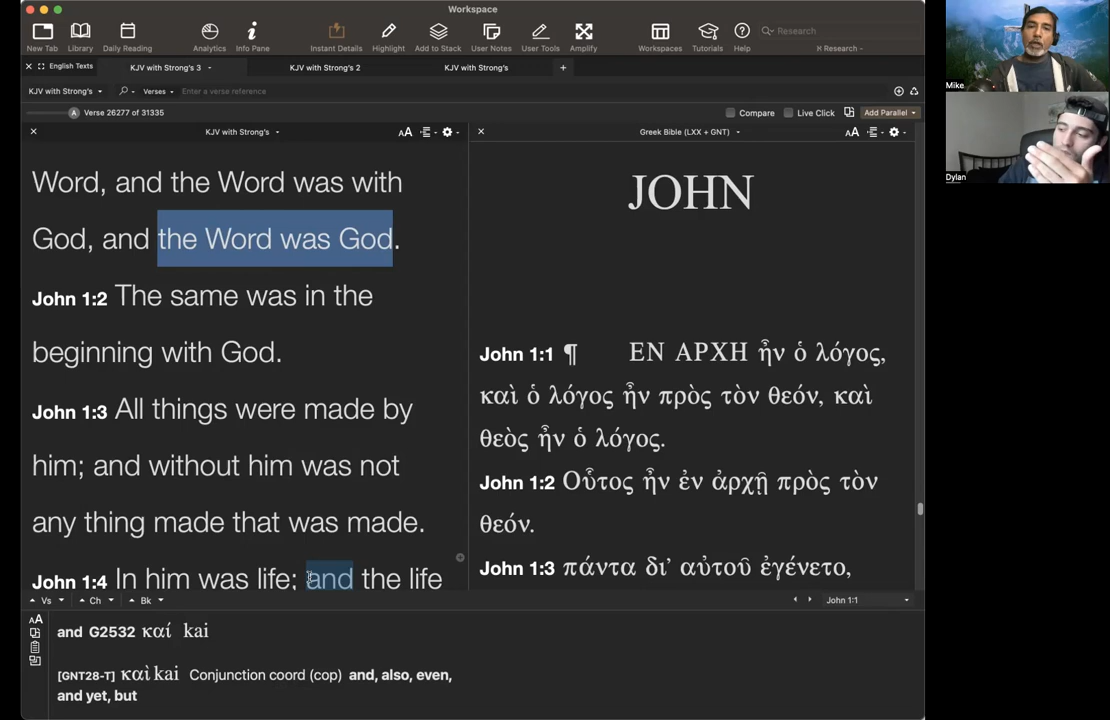 Workspace
New Tab
Library
Daily Reading
Analytics
Info Pane
Instant Details
Highlight
Add to Stack
User Notes
User Tools
Amplify
Workspaces
Tutorials
Help
Research
⌘ Research
English Texts
KJV with Strong's 3
KJV with Strong's 2
KJV with Strong's
KJV with Strong's
Verses
Enter a verse reference
A
Verse 26277 of 31335
Compare
Live Click
Add Parallel
KJV with Strong's
AA
Word, and the Word was with
God, and the Word was God.
John 1:2 The same was in the
beginning with God.
John 1:3 All things were made by
him; and without him was not
any thing made that was made.
John 1:4 In him was life; and the life
Greek Bible (LXX + GNT)
AA
JOHN
John 1:1 ¶ ΕΝ ΑΡΧΗ ἦν ὁ λόγος,
καὶ ὁ λόγος ἦν πρὸς τὸν θεόν, καὶ
θεὸς ἦν ὁ λόγος.
John 1:2 Οὗτος ἦν ἐν ἀρχῇ πρὸς τὸν
θεόν.
John 1:3 πάντα δι’ αὐτοῦ ἐγένετο,
Vs
Ch
Bk
John 1:1
AA
and G2532 καί kai
[GNT28-T] καὶ kai Conjunction coord (cop) and, also, even,
and yet, but
Mike
Dylan